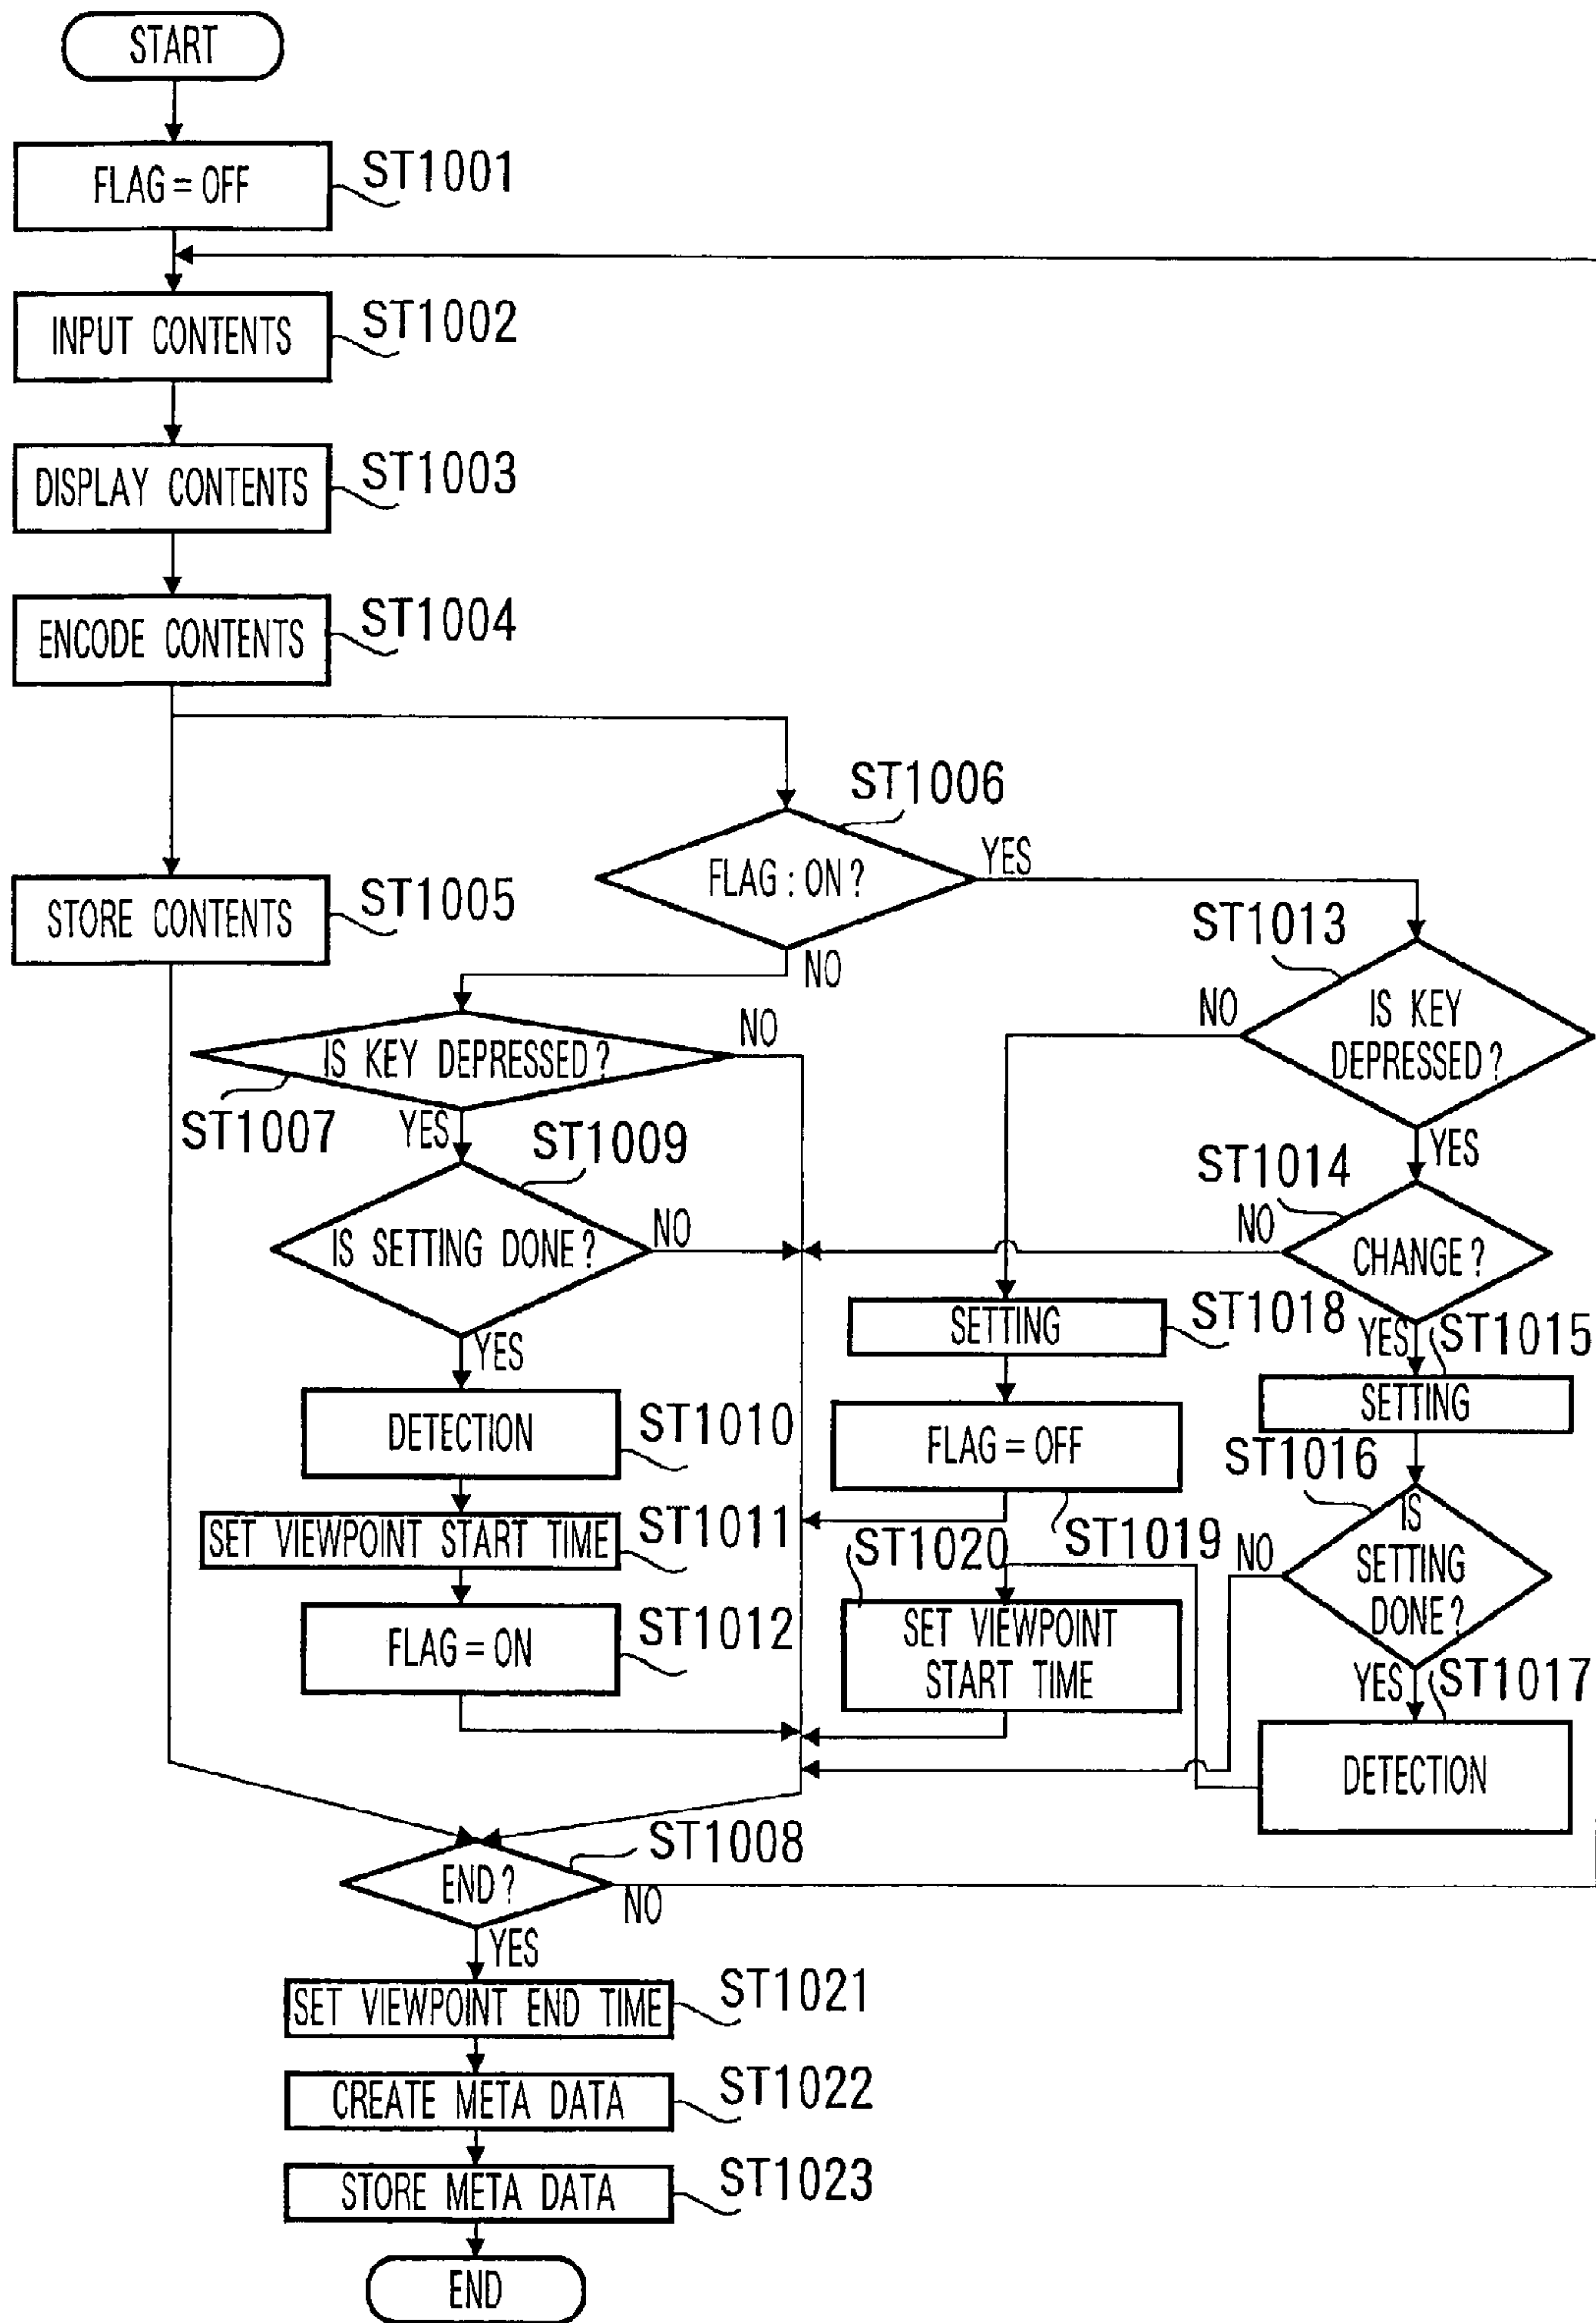 START
FLAG = OFF
ST1001
INPUT CONTENTS
ST1002
DISPLAY CONTENTS
ST1003
ENCODE CONTENTS
ST1004
ST1006
FLAG : ON ?
YES
NO
STORE CONTENTS
ST1005
ST1013
IS KEY
DEPRESSED ?
NO
YES
IS KEY DEPRESSED ?
NO
ST1007
YES
ST1009
IS SETTING DONE ?
NO
YES
ST1014
CHANGE ?
NO
YES
ST1015
SETTING
ST1018
SETTING
DETECTION
ST1010
FLAG = OFF
ST1019
ST1016
IS
SETTING
DONE ?
NO
YES
SET VIEWPOINT START TIME
ST1011
ST1020
SET VIEWPOINT
START TIME
FLAG = ON
ST1012
ST1017
DETECTION
ST1008
END ?
NO
YES
SET VIEWPOINT END TIME
ST1021
CREATE META DATA
ST1022
STORE META DATA
ST1023
END